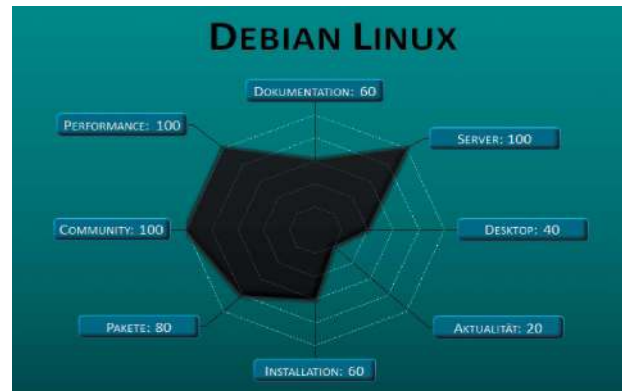 DEBIAN LINUX
DOKUMENTATION: 60
PERFORMANCE: 100
SERVER: 100
COMMUNITY: 100
DESKTOP: 40
PAKETE: 80
AKTUALITÄT: 20
INSTALLATION: 60